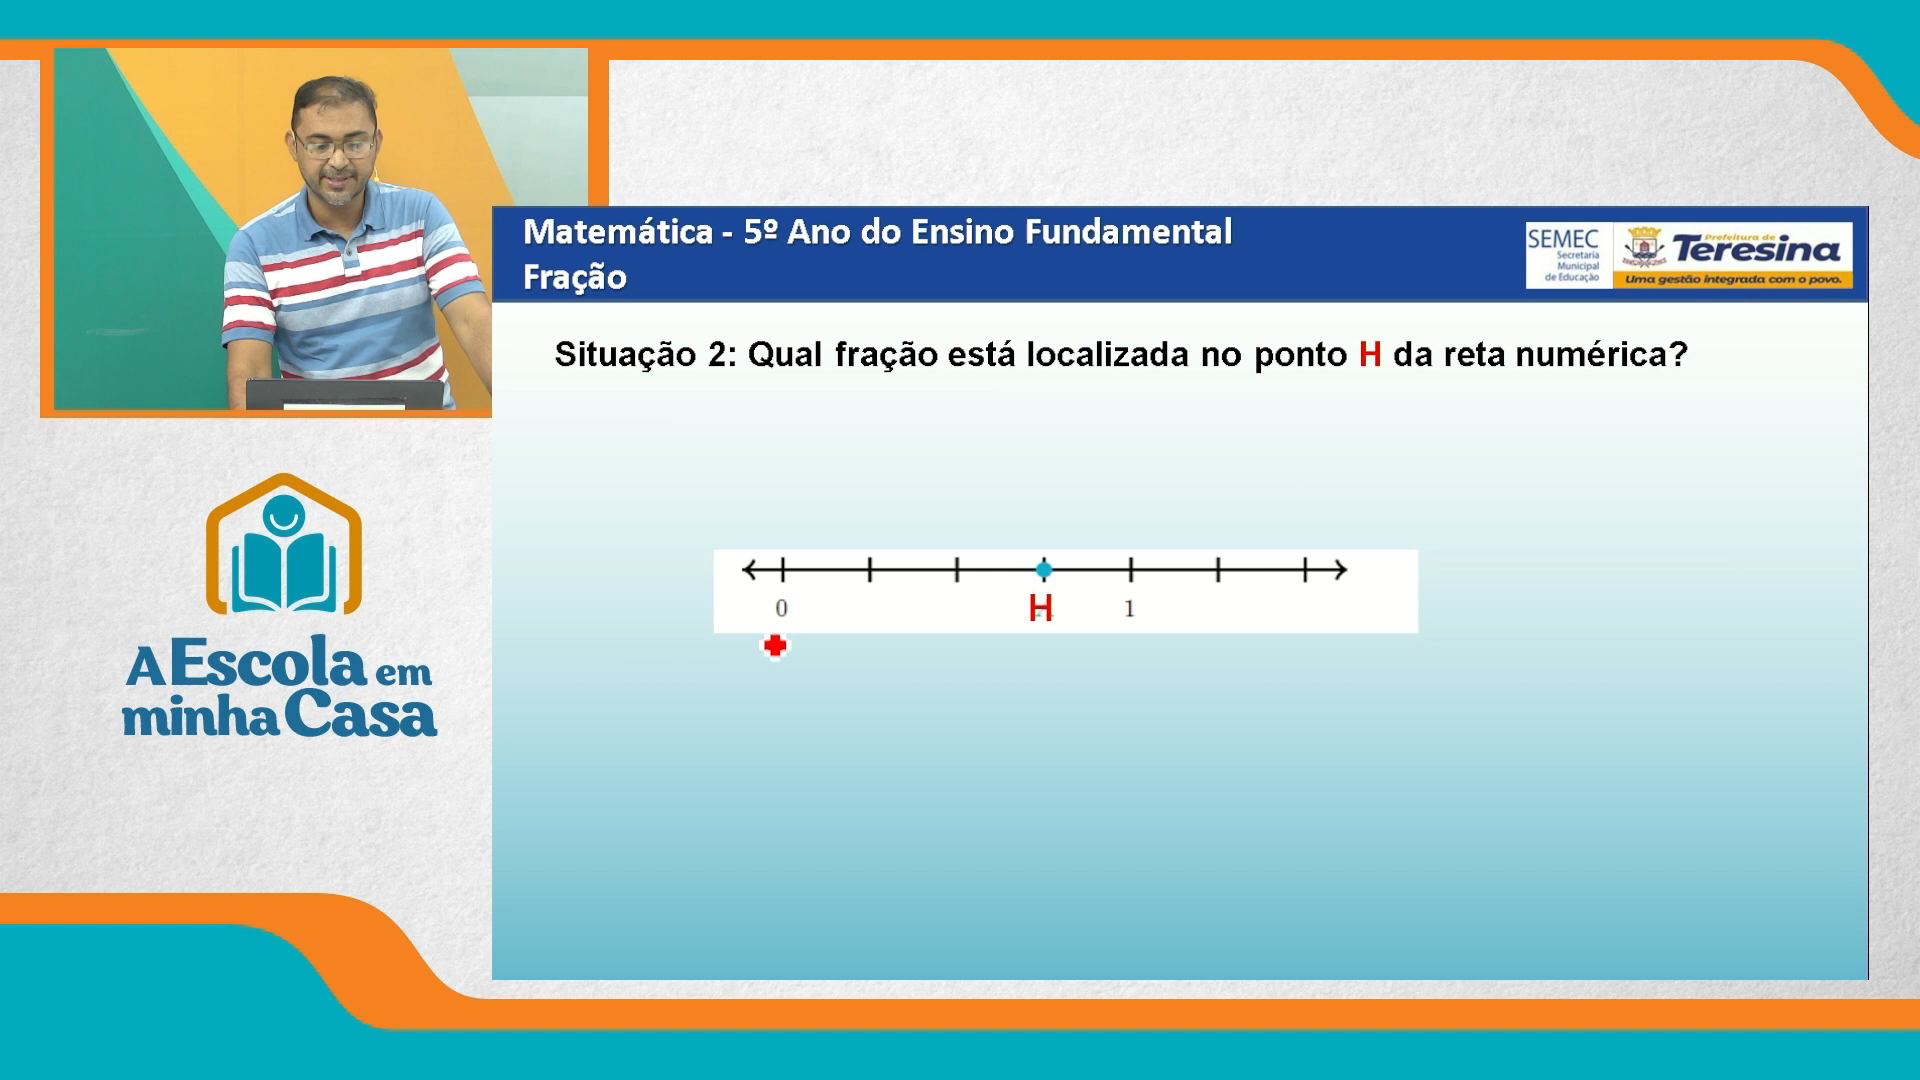 Matemática - 5º Ano do Ensino Fundamental
Fração
SEMEC
Secretaria
Municipal
de Educação
Prefeitura de
Teresina
Uma gestão integrada com o povo.
Situação 2: Qual fração está localizada no ponto H da reta numérica?
0 H 1
A Escola em
minha Casa